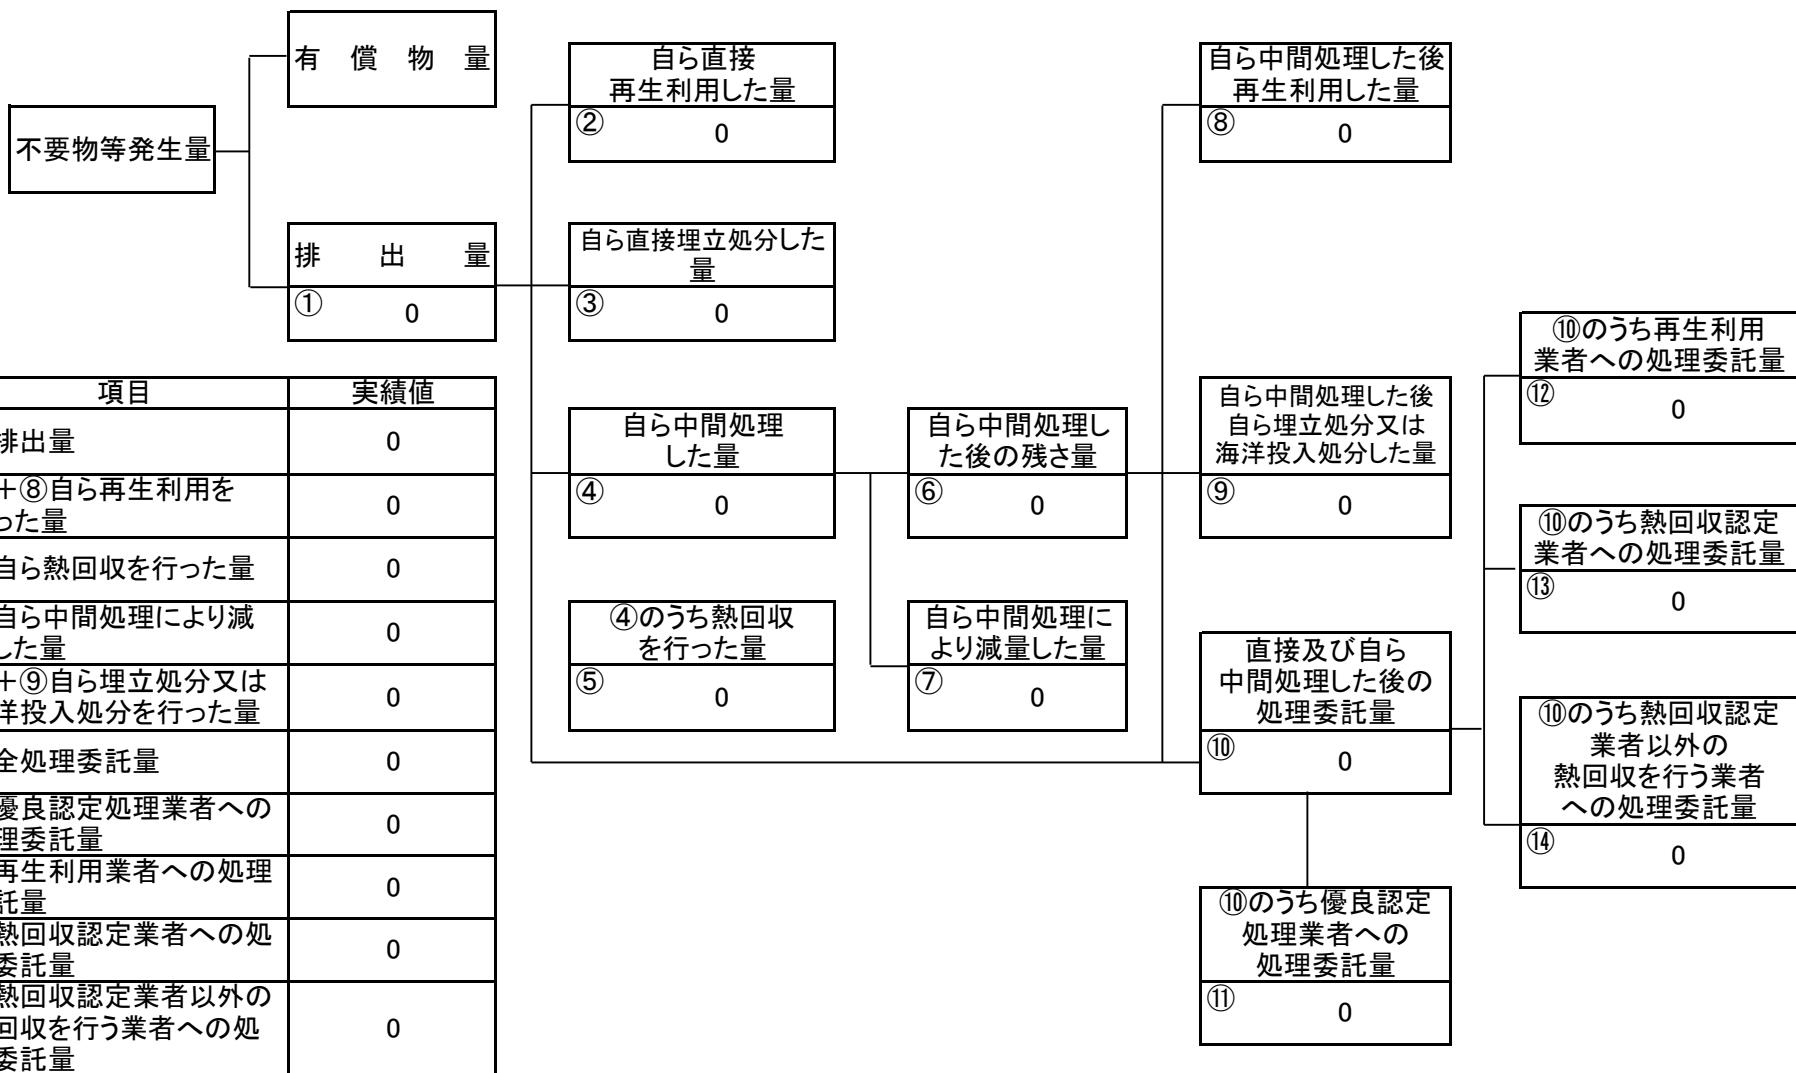 不要物等発生量
有償物量
排出量
①
0
自ら直接
再生利用した量
②
0
自ら直接埋立処分した
量
③
0
自ら中間処理
した量
④
0
④のうち熱回収
を行った量
⑤
0
自ら中間処理し
た後の残さ量
⑥
0
自ら中間処理に
より減量した量
⑦
0
自ら中間処理した後
再生利用した量
⑧
0
自ら中間処理した後
自ら埋立処分又は
海洋投入処分した量
⑨
0
直接及び自ら
中間処理した後の
処理委託量
⑩
0
⑩のうち優良認定
処理業者への
処理委託量
⑪
0
⑩のうち再生利用
業者への処理委託量
⑫
0
⑩のうち熱回収認定
業者への処理委託量
⑬
0
⑩のうち熱回収認定
業者以外の
熱回収を行う業者
への処理委託量
⑭
0
項目
実績値
排出量
0
+⑧自ら再生利用を
った量
0
自ら熱回収を行った量
0
自ら中間処理により減
した量
0
+⑨自ら埋立処分又は
洋投入処分を行った量
0
全処理委託量
0
優良認定処理業者への
理委託量
0
再生利用業者への処理
託量
0
熱回収認定業者への処
委託量
0
熱回収認定業者以外の
回収を行う業者への処
委託量
0